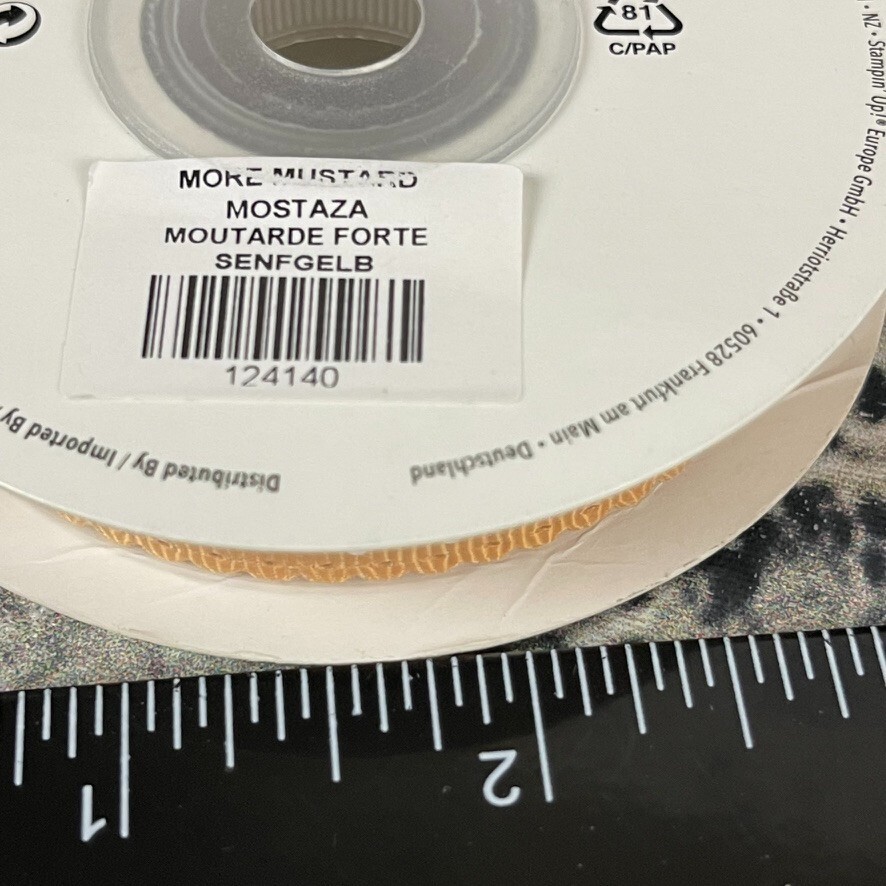 81
C/PAP
MORE MUSTARD
MOSTAZA
MOUTARDE FORTE
SENFGELB
124140
Distributed By / Imported By
• NZ • Stampin' Up!® Europe GmbH • Herriotstraße 1 • 60528 Frankfurt am Main • Deutschland
1
2